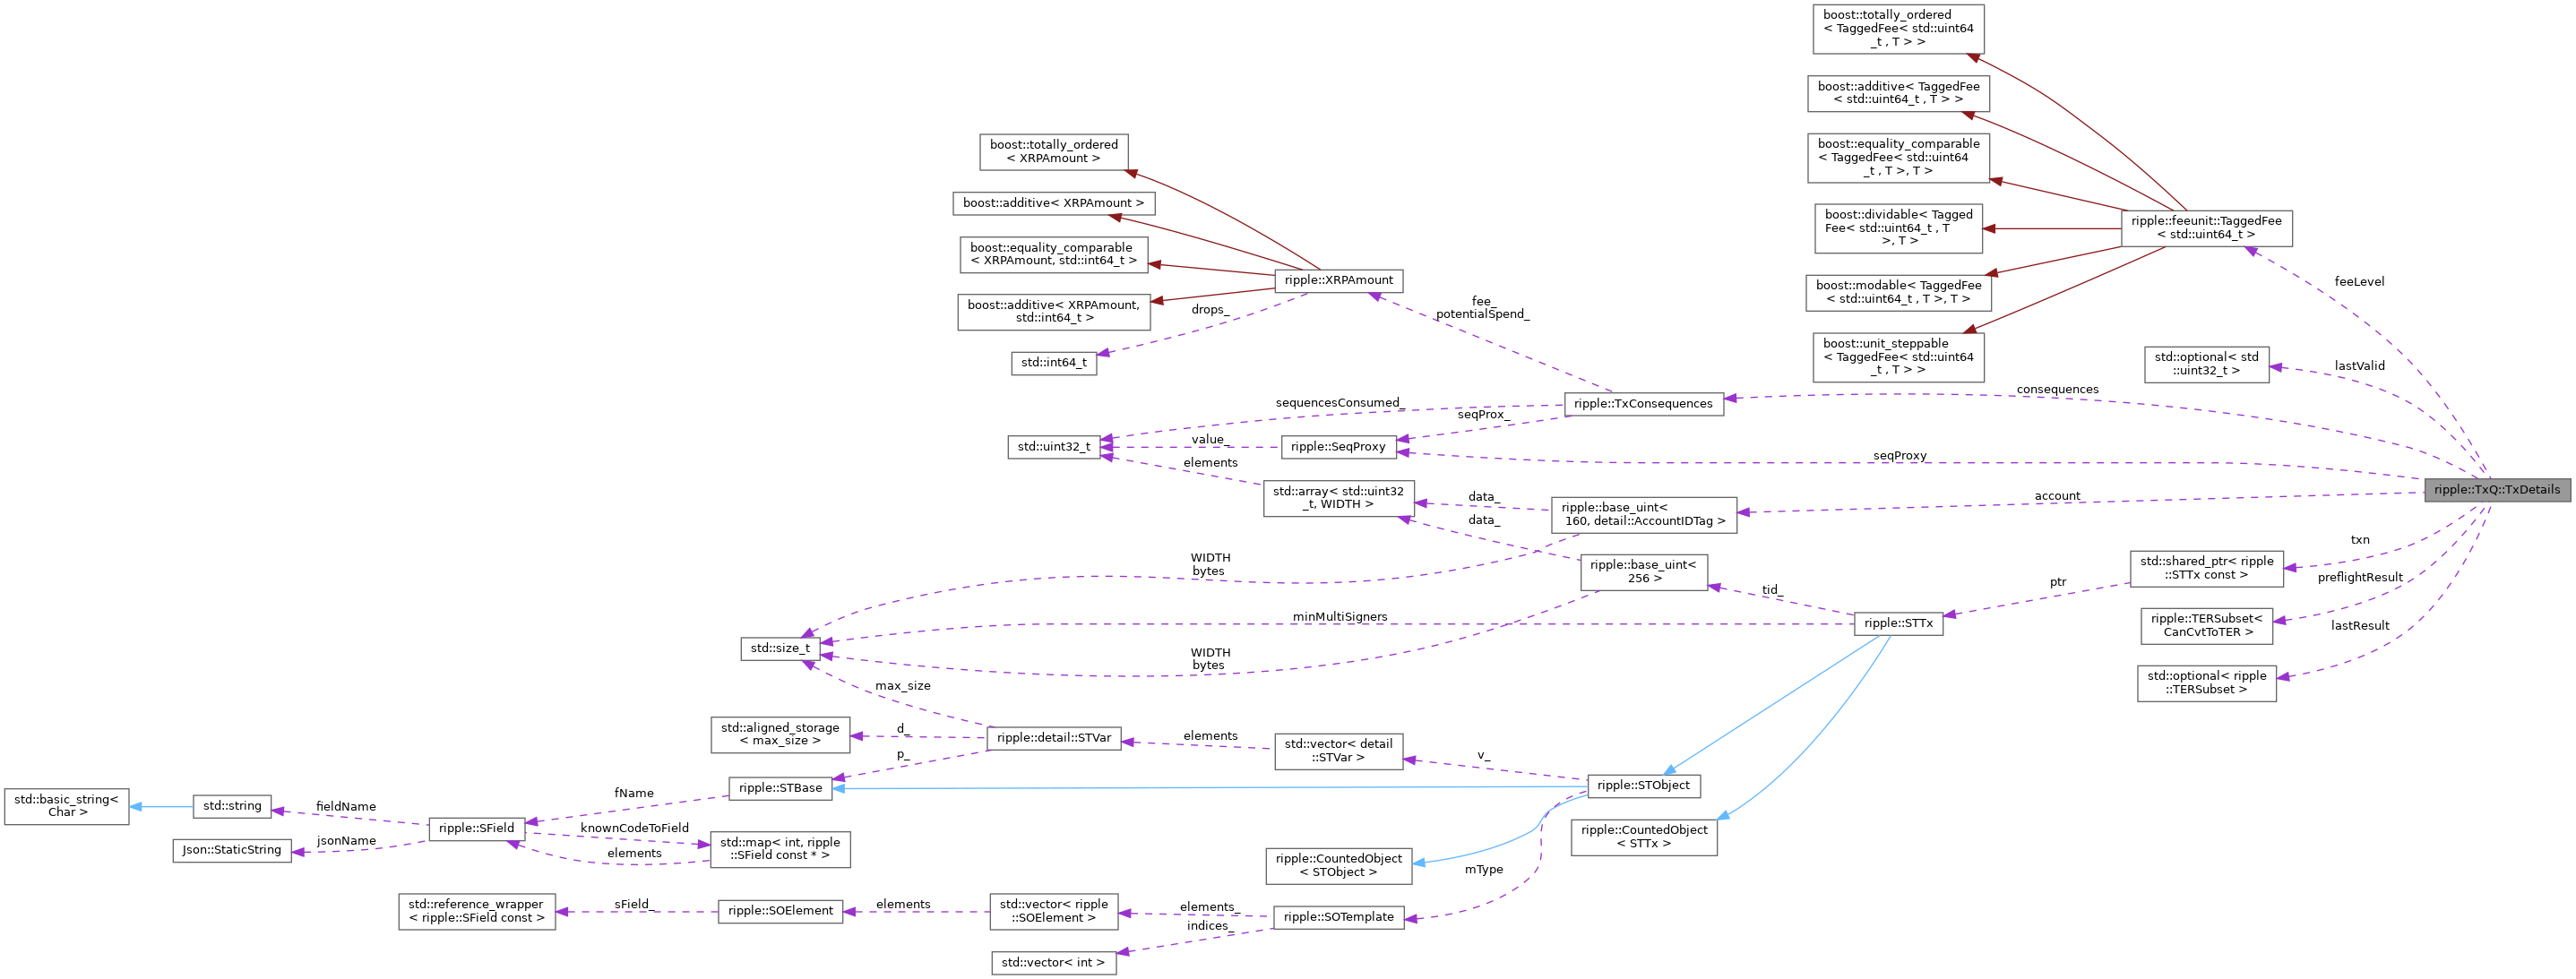 boost::totally_ordered
< TaggedFee< std::uint64
_t , T > >
boost::additive< TaggedFee
< std::uint64_t , T > >
boost::equality_comparable
< TaggedFee< std::uint64
_t , T >, T >
boost::dividable< Tagged
Fee< std::uint64_t , T
>, T >
boost::modable< TaggedFee
< std::uint64_t , T >, T >
boost::unit_steppable
< TaggedFee< std::uint64
_t , T > >
ripple::feeunit::TaggedFee
< std::uint64_t >
feeLevel
boost::totally_ordered
< XRPAmount >
boost::additive< XRPAmount >
boost::equality_comparable
< XRPAmount, std::int64_t >
boost::additive< XRPAmount,
std::int64_t >
std::int64_t
ripple::XRPAmount
drops_
fee_
potentialSpend_
std::optional< std
::uint32_t >
lastValid
consequences
ripple::TxConsequences
sequencesConsumed_
seqProx_
std::uint32_t
value_
ripple::SeqProxy
seqProxy
elements
std::array< std::uint32
_t, WIDTH >
data_
data_
ripple::base_uint<
160, detail::AccountIDTag >
account
ripple::TxQ::TxDetails
WIDTH
bytes
ripple::base_uint<
256 >
tid_
ptr
std::shared_ptr< ripple
::STTx const >
txn
preflightResult
ripple::TERSubset<
CanCvtToTER >
lastResult
std::optional< ripple
::TERSubset >
ripple::STTx
minMultiSigners
std::size_t
WIDTH
bytes
max_size
std::aligned_storage
< max_size >
d_
p_
ripple::detail::STVar
elements
std::vector< detail
::STVar >
v_
ripple::STObject
ripple::STBase
fName
std::basic_string<
Char >
std::string
fieldName
Json::StaticString
jsonName
ripple::SField
knownCodeToField
elements
std::map< int, ripple
::SField const * >
ripple::CountedObject
< STTx >
ripple::CountedObject
< STObject >
mType
std::reference_wrapper
< ripple::SField const >
sField_
ripple::SOElement
elements
std::vector< ripple
::SOElement >
elements_
indices_
ripple::SOTemplate
std::vector< int >